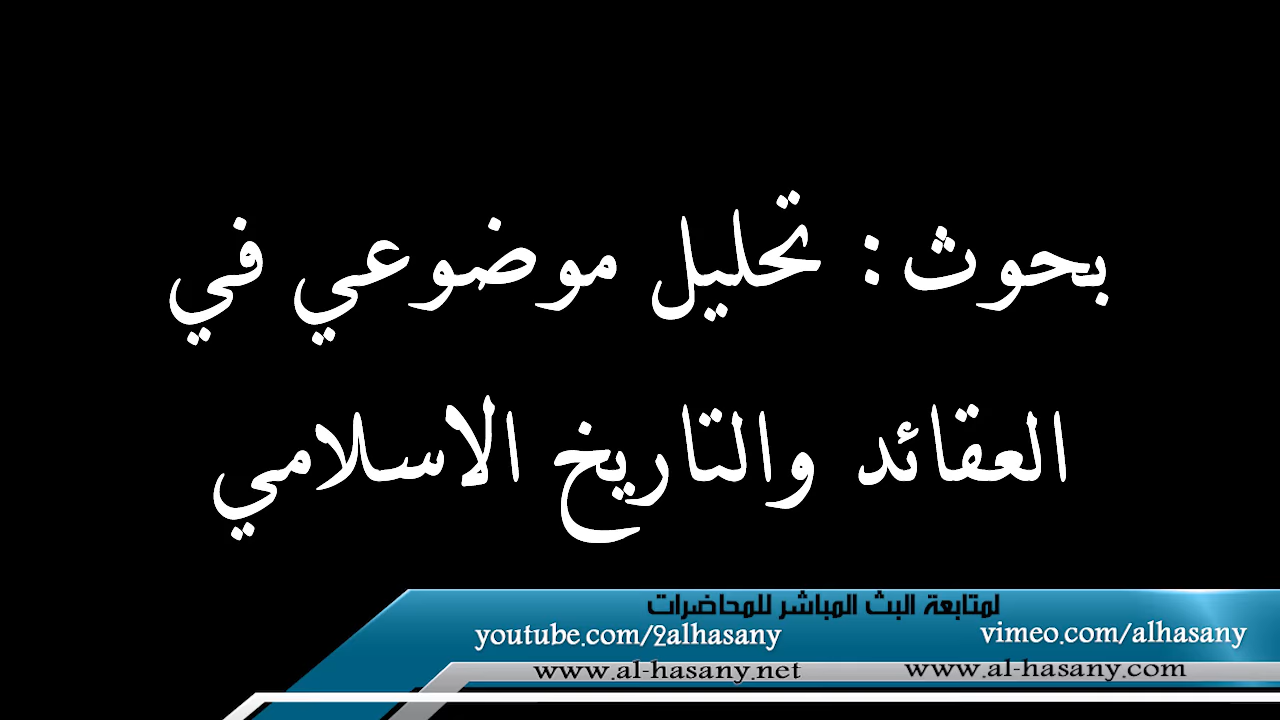 بحوث: تحليل موضوعي في
العقائد والتاريخ الاسلامي
لمتابعة البث المباشر للمحاضرات
youtube.com/2alhasany
vimeo.com/alhasany
www.al-hasany.net
www.al-hasany.com